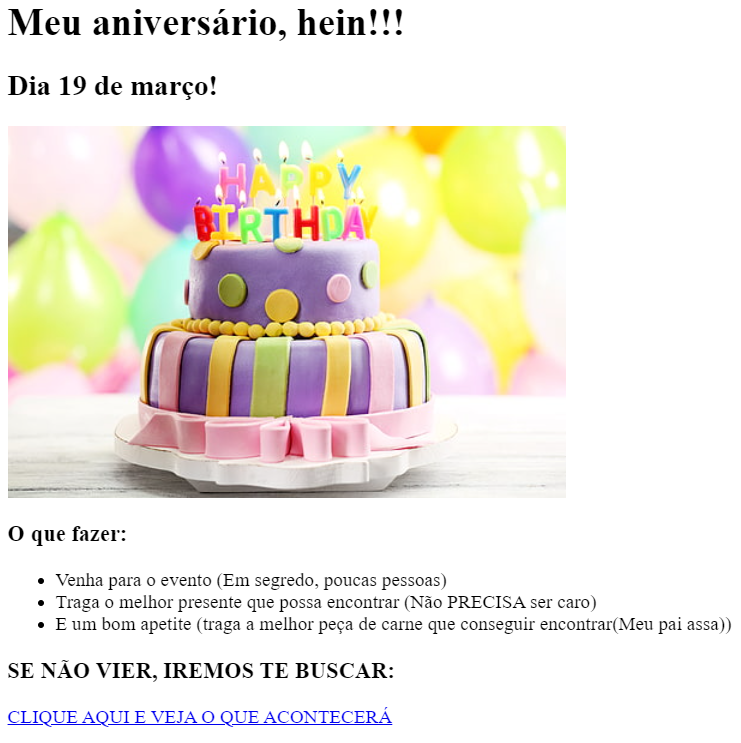 Meu aniversário, hein!!!
Dia 19 de março!
HAPPY
BIRTHDAY
O que fazer:
Venha para o evento (Em segredo, poucas pessoas)
Traga o melhor presente que possa encontrar (Não PRECISA ser caro)
E um bom apetite (traga a melhor peça de carne que conseguir encontrar(Meu pai assa))
SE NÃO VIER, IREMOS TE BUSCAR:
CLIQUE AQUI E VEJA O QUE ACONTECERÁ